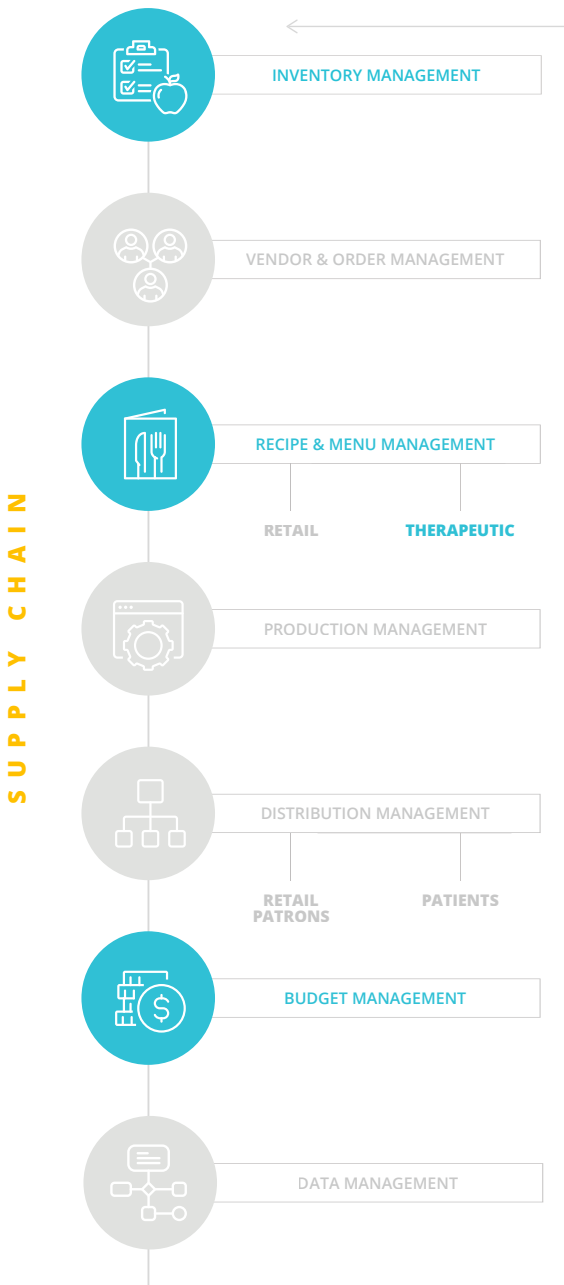 INVENTORY MANAGEMENT
VENDOR & ORDER MANAGEMENT
RECIPE & MENU MANAGEMENT
RETAIL
THERAPEUTIC
SUPPLY CHAIN
PRODUCTION MANAGEMENT
DISTRIBUTION MANAGEMENT
RETAIL
PATRONS
PATIENTS
$
BUDGET MANAGEMENT
DATA MANAGEMENT